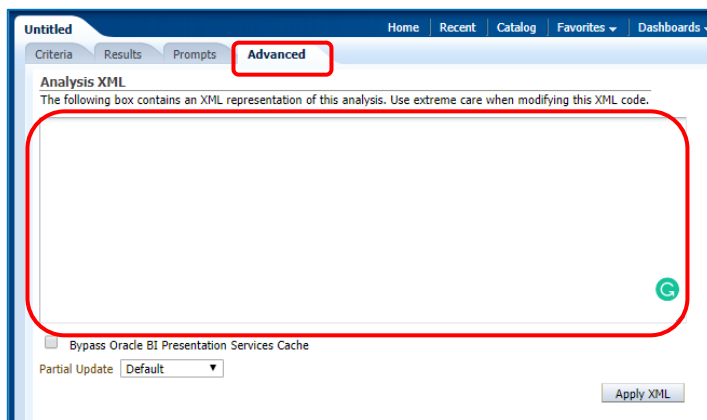 Untitled
Home Recent Catalog Favorites Dashboards
Criteria Results Prompts Advanced
Analysis XML
The following box contains an XML representation of this analysis. Use extreme care when modifying this XML code.
Bypass Oracle BI Presentation Services Cache
Partial Update Default
Apply XML